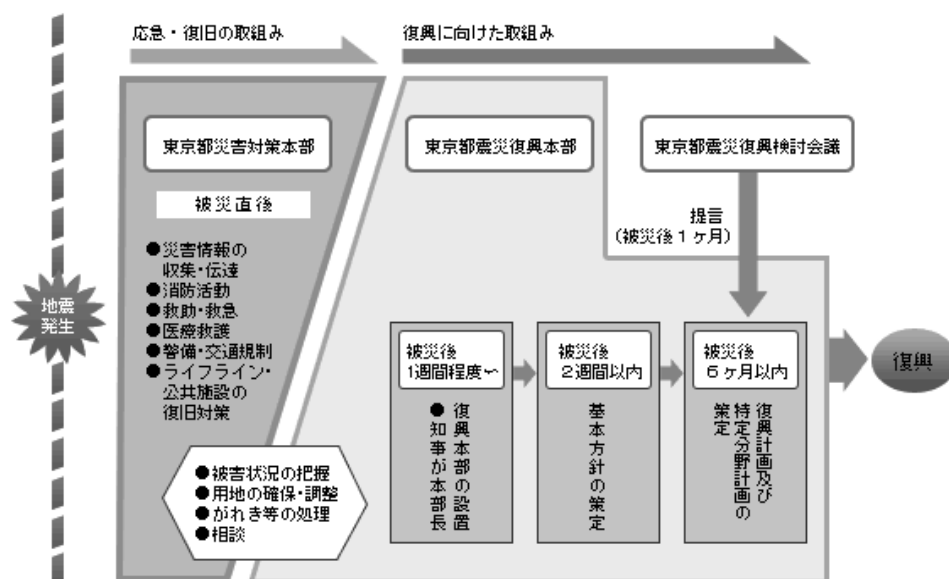 応急・復旧の取組み
復興に向けた取組み
東京都災害対策本部
東京都震災復興本部
東京都震災復興検討会議
被災直後
提言
(被災後1ヶ月)
●災害情報の
収集・伝達
●消防活動
●救助・救急
●医療救護
●警備・交通規制
●ライフライン・
公共施設の
復旧対策
地震
発生
被災後
1週間程度~
被災後
2週間以内
被災後
6ヶ月以内
復興
復興本部の設置
●知事が本部長
基本方針の策定
復興計画及び
特定分野計画の
策定
●被害状況の把握
●用地の確保・調整
●がれき等の処理
●相談